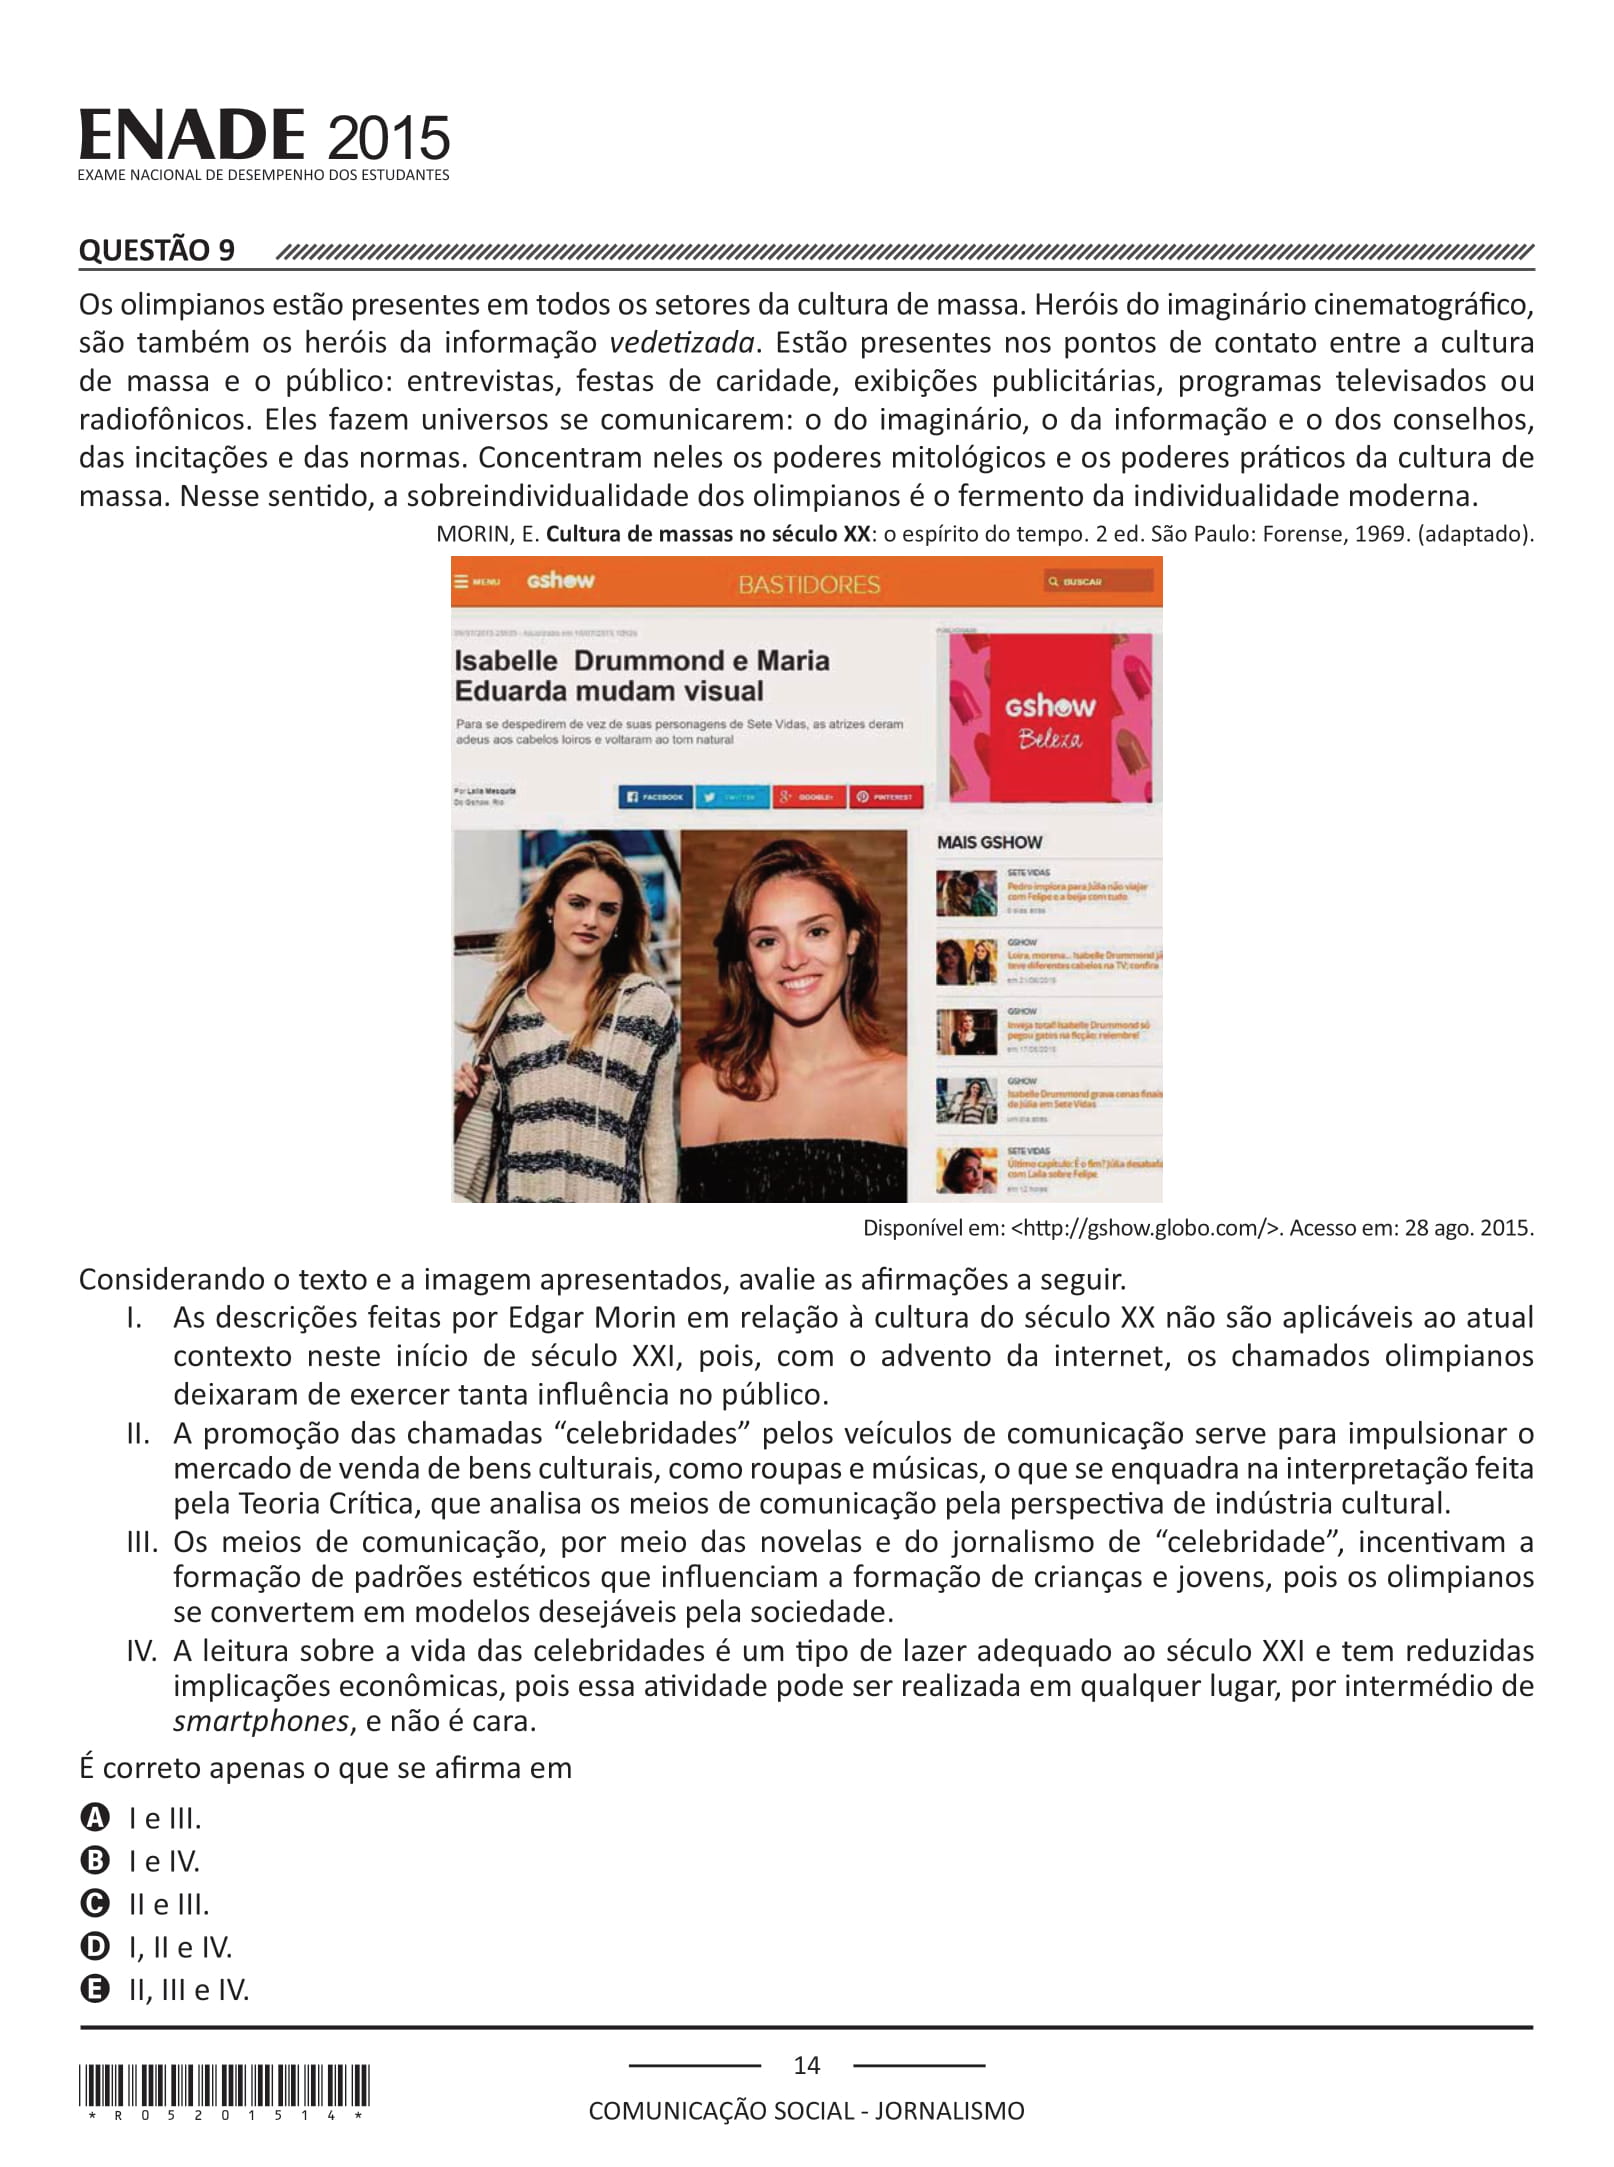 ENADE 2015
EXAME NACIONAL DE DESEMPENHO DOS ESTUDANTES
QUESTÃO 9
Os olimpianos estão presentes em todos os setores da cultura de massa. Heróis do imaginário cinematográfico,
são também os heróis da informação vedetizada. Estão presentes nos pontos de contato entre a cultura
de massa e o público: entrevistas, festas de caridade, exibições publicitárias, programas televisados ou
radiofônicos. Eles fazem universos se comunicarem: o do imaginário, o da informação e o dos conselhos,
das incitações e das normas. Concentram neles os poderes mitológicos e os poderes práticos da cultura de
massa. Nesse sentido, a sobreindividualidade dos olimpianos é o fermento da individualidade moderna.
MORIN, E. Cultura de massas no século XX: o espírito do tempo. 2 ed. São Paulo: Forense, 1969. (adaptado).
MENU gshow BASTIDORES BUSCAR
Isabelle Drummond e Maria
Eduarda mudam visual
Para se despedirem de vez de suas personagens de Sete Vidas, as atrizes deram
adeus aos cabelos loiros e voltaram ao tom natural
Por Laila Mesquita
Do Gshow, Rio
FACEBOOK TWITTER GOOGLE+ PINTEREST
PUBLICIDADE
gshow
Beleza
MAIS GSHOW
SETE VIDAS
Pedro implora para Júlia não viajar
com Felipe e a beija com tudo
GSHOW
Loira, morena... Isabelle Drummond já
teve diferentes cabelos na TV; confira
em 21/06/2015
GSHOW
Inveja total! Isabelle Drummond só
pegou gatos na ficção; relembre!
em 17/06/2015
GSHOW
Isabelle Drummond grava cenas finais
de Júlia em Sete Vidas
um dia atrás
SETE VIDAS
Último capítulo: É o fim? Júlia desabafa
com Laila sobre Felipe
em 12 horas
Disponível em: <http://gshow.globo.com/>. Acesso em: 28 ago. 2015.
Considerando o texto e a imagem apresentados, avalie as afirmações a seguir.
I. As descrições feitas por Edgar Morin em relação à cultura do século XX não são aplicáveis ao atual
contexto neste início de século XXI, pois, com o advento da internet, os chamados olimpianos
deixaram de exercer tanta influência no público.
II. A promoção das chamadas “celebridades” pelos veículos de comunicação serve para impulsionar o
mercado de venda de bens culturais, como roupas e músicas, o que se enquadra na interpretação feita
pela Teoria Crítica, que analisa os meios de comunicação pela perspectiva de indústria cultural.
III. Os meios de comunicação, por meio das novelas e do jornalismo de “celebridade”, incentivam a
formação de padrões estéticos que influenciam a formação de crianças e jovens, pois os olimpianos
se convertem em modelos desejáveis pela sociedade.
IV. A leitura sobre a vida das celebridades é um tipo de lazer adequado ao século XXI e tem reduzidas
implicações econômicas, pois essa atividade pode ser realizada em qualquer lugar, por intermédio de
smartphones, e não é cara.
É correto apenas o que se afirma em
A I e III.
B I e IV.
C II e III.
D I, II e IV.
E II, III e IV.
14
*R05201514*
COMUNICAÇÃO SOCIAL - JORNALISMO